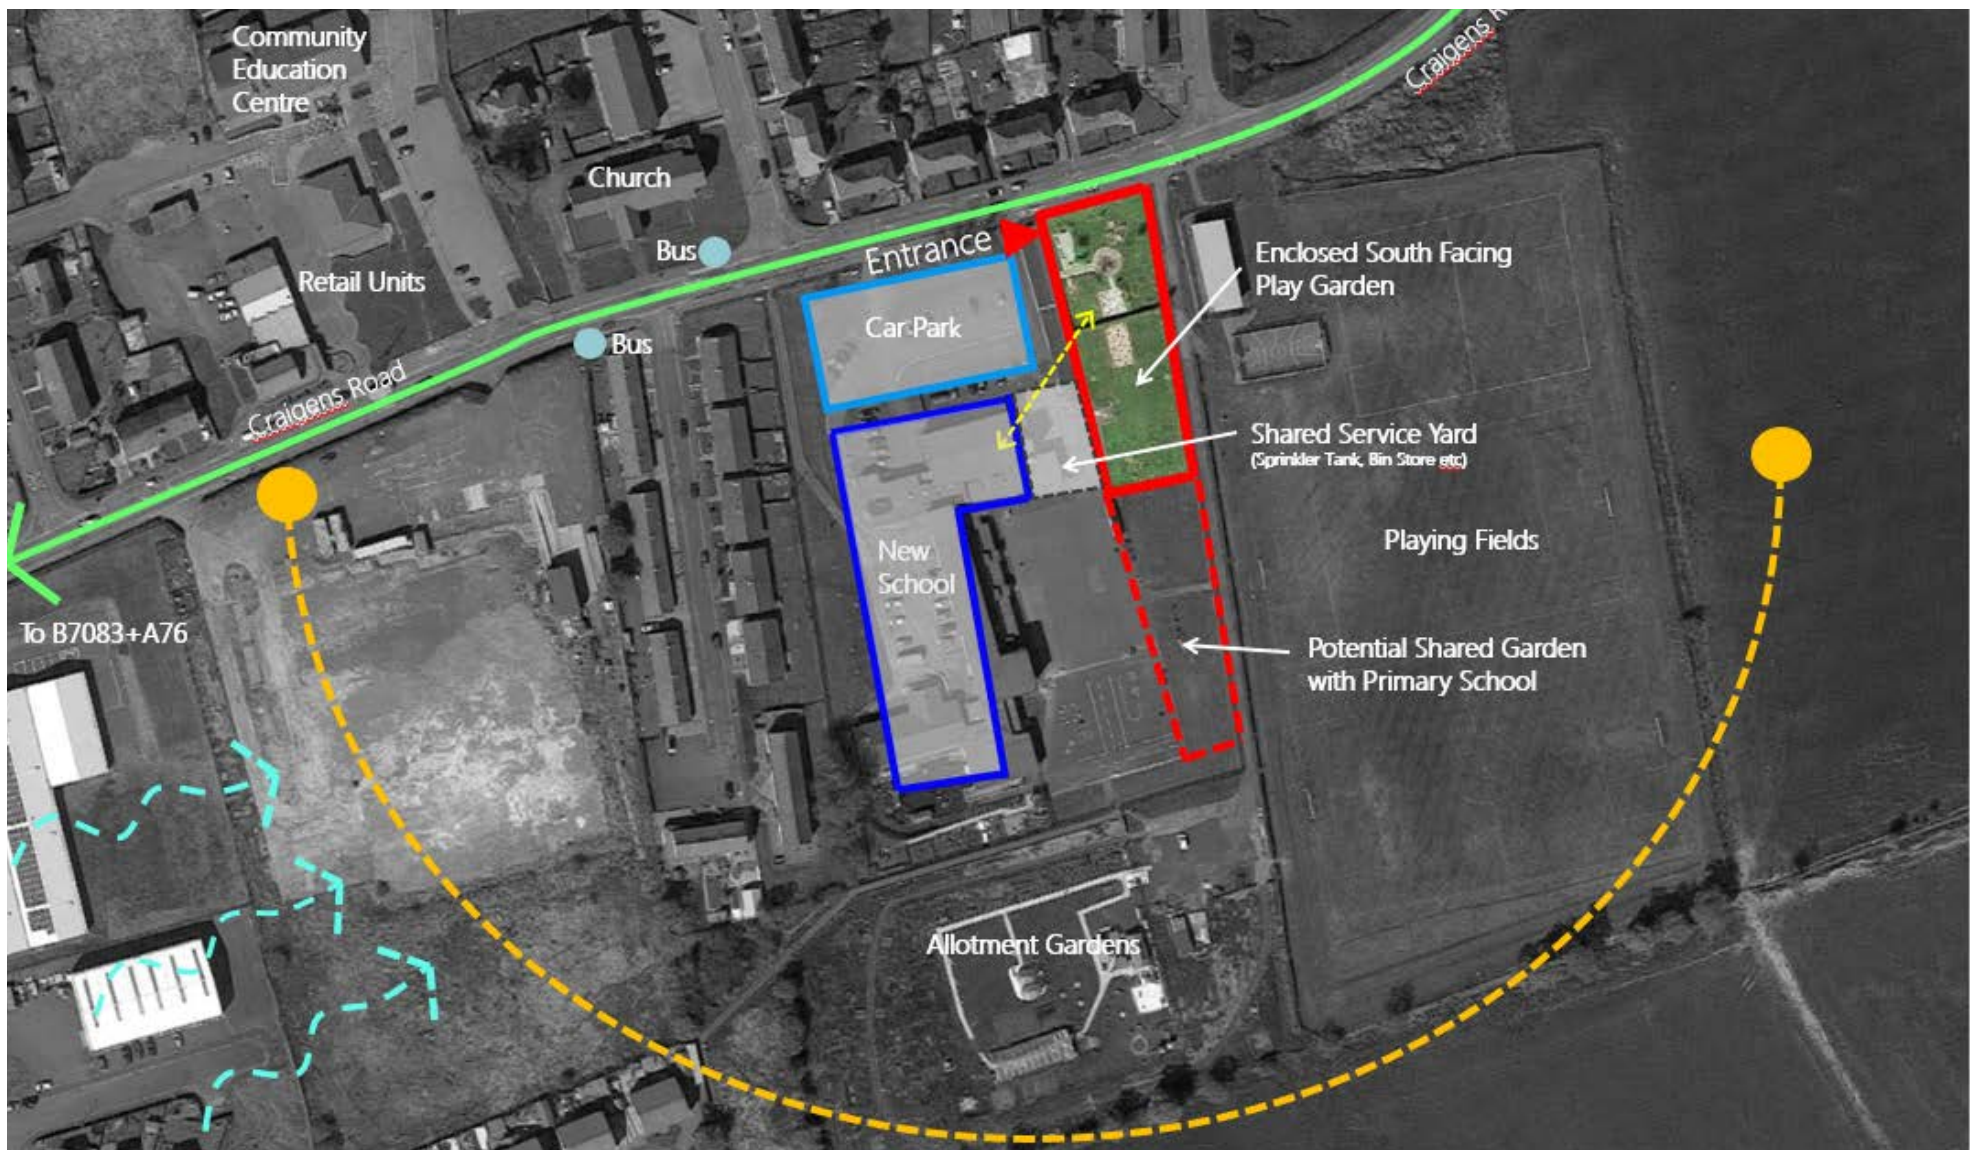 Community
Education
Centre
Craigens R
Church
Bus
Entrance
Retail Units
Enclosed South Facing
Play Garden
Car Park
Bus
Craigens Road
Shared Service Yard
(Sprinkler Tank, Bin Store etc)
New
School
Playing Fields
To B7083+A76
Potential Shared Garden
with Primary School
Allotment Gardens